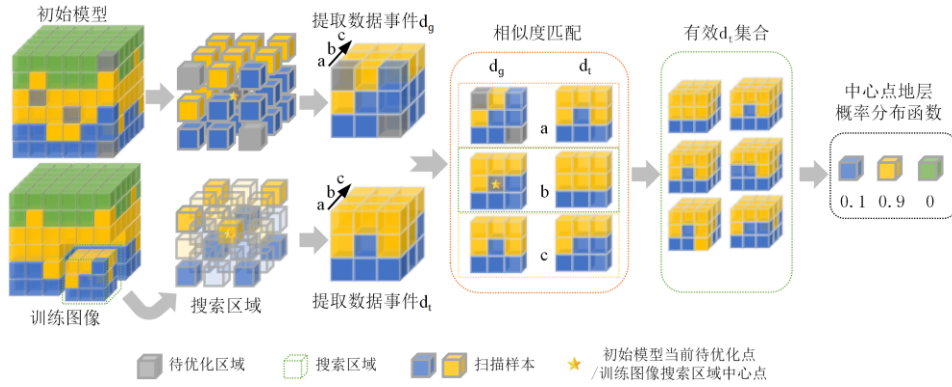 初始模型
提取数据事件dg
a
b
c
相似度匹配
dg
dt
a
b
c
有效dt集合
中心点地层
概率分布函数
0.1
0.9
0
训练图像
搜索区域
a
b
c
提取数据事件dt
待优化区域
搜索区域
扫描样本
初始模型当前待优化点
/训练图像搜索区域中心点